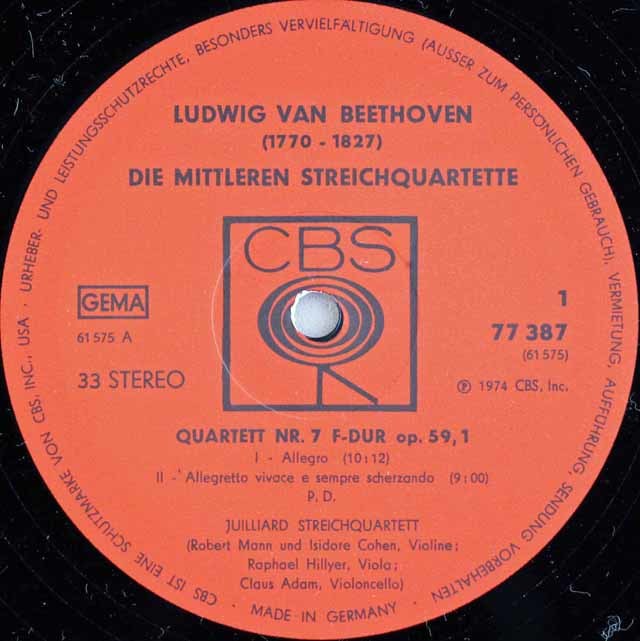 URHEBER- UND LEISTUNGSSCHUTZRECHTE, BESONDERS VERVIELFÄLTIGUNG (AUSSER ZUM PERSÖNLICHEN GEBRAUCH), VERMIETUNG, AUFFÜHRUNG, SENDUNG VORBEHALTEN
LUDWIG VAN BEETHOVEN
(1770 - 1827)
DIE MITTLEREN STREICHQUARTETTE
CBS
GEMA
61 575 A
33 STEREO
1
77 387
(61 575)
℗ 1974 CBS, Inc.
QUARTETT NR. 7 F-DUR op. 59, 1
I - Allegro (10:12)
II - Allegretto vivace e sempre scherzando (9:00)
P. D.
JUILLIARD STREICHQUARTETT
(Robert Mann und Isidore Cohen, Violine;
Raphael Hillyer, Viola;
Claus Adam, Violoncello)
· CBS IST EINE SCHUTZMARKE VON CBS, INC., USA ·
· MADE IN GERMANY ·